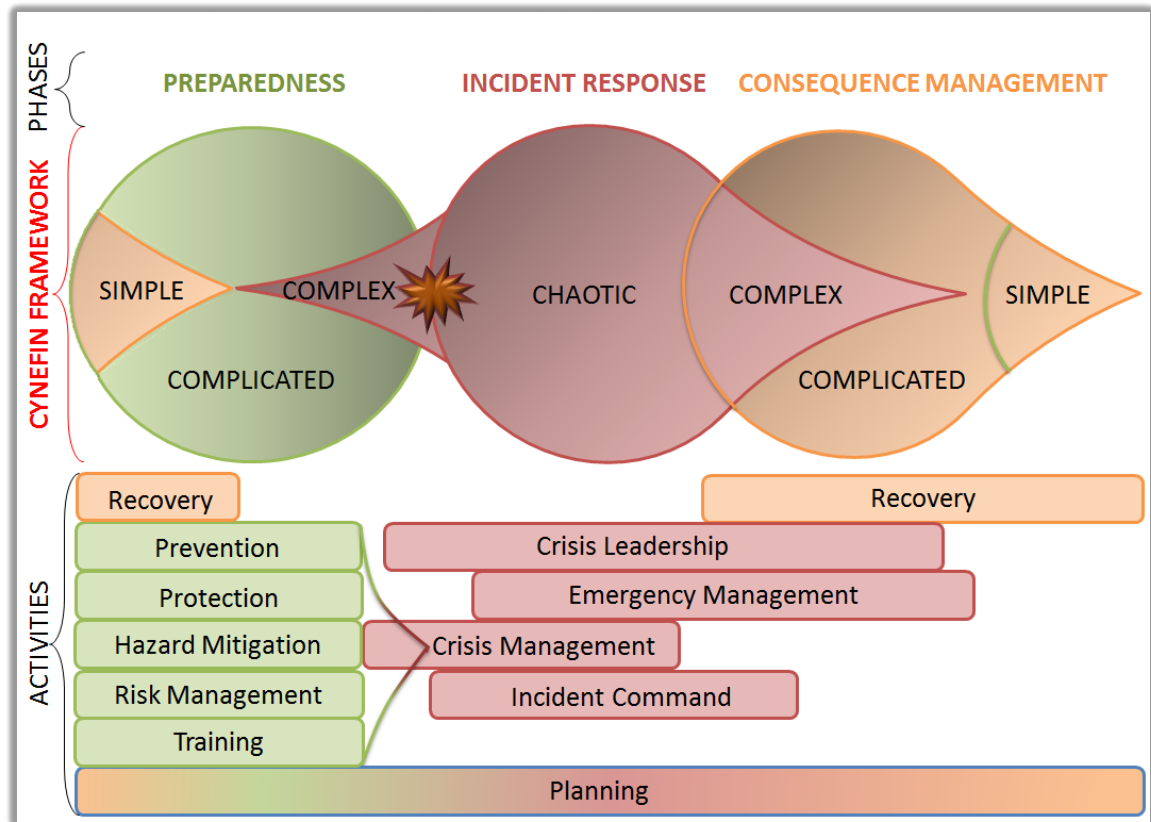 PHASES
PREPAREDNESS
INCIDENT RESPONSE
CONSEQUENCE MANAGEMENT
CYNEFIN FRAMEWORK
SIMPLE
COMPLEX
CHAOTIC
COMPLEX
SIMPLE
COMPLICATED
COMPLICATED
ACTIVITIES
Recovery
Recovery
Prevention
Crisis Leadership
Protection
Emergency Management
Hazard Mitigation
Crisis Management
Risk Management
Incident Command
Training
Planning